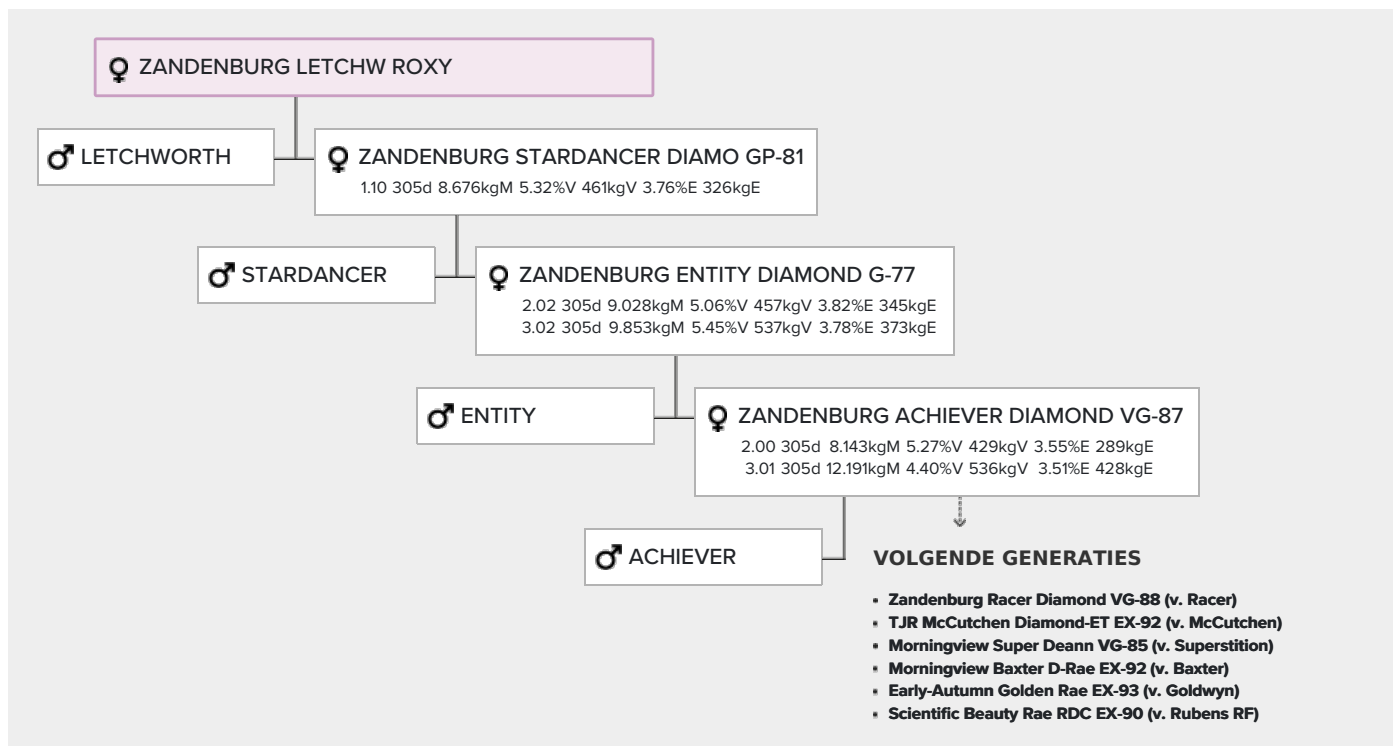 ZANDENBURG LETCHW ROXY
LETCHWORTH
ZANDENBURG STARDANCER DIAMO GP-81
1.10 305d 8.676kgM 5.32%V 461kgV 3.76%E 326kgE
STARDANCER
ZANDENBURG ENTITY DIAMOND G-77
2.02 305d 9.028kgM 5.06%V 457kgV 3.82%E 345kgE
3.02 305d 9.853kgM 5.45%V 537kgV 3.78%E 373kgE
ENTITY
ZANDENBURG ACHIEVER DIAMOND VG-87
2.00 305d 8.143kgM 5.27%V 429kgV 3.55%E 289kgE
3.01 305d 12.191kgM 4.40%V 536kgV 3.51%E 428kgE
ACHIEVER
VOLGENDE GENERATIES
• Zandenburg Racer Diamond VG-88 (v. Racer)
• TJR McCutchen Diamond-ET EX-92 (v. McCutchen)
• Morningview Super Deann VG-85 (v. Superstition)
• Morningview Baxter D-Rae EX-92 (v. Baxter)
• Early-Autumn Golden Rae EX-93 (v. Goldwyn)
• Scientific Beauty Rae RDC EX-90 (v. Rubens RF)